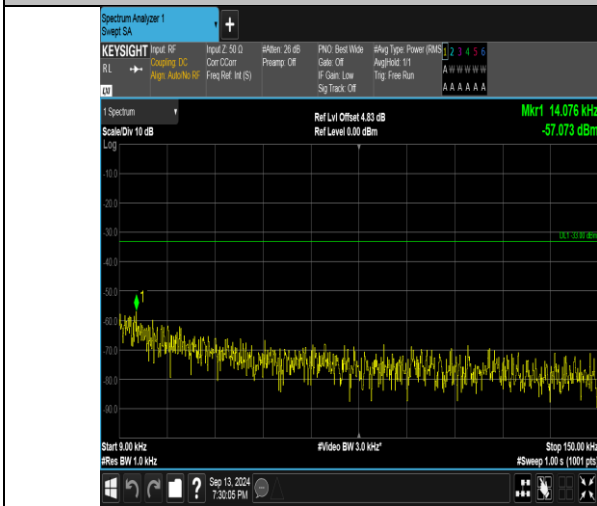 Spectrum Analyzer 1
Swept SA
+
KEYSIGHT
RL
Input: RF
Coupling: DC
Align: Auto/No RF
Input Z: 50 Ω
Corr CCorr
Freq Ref: Int (S)
#Atten: 26 dB
Preamp: Off
PNO: Best Wide
Gate: Off
IF Gain: Low
Sig Track: Off
#Avg Type: Power (RMS
Avg|Hold: 1/1
Trig: Free Run
1 2 3 4 5 6
A W W W W W
A A A A A A
1 Spectrum
Scale/Div 10 dB
Ref Lvl Offset 4.83 dB
Ref Level 0.00 dBm
Mkr1 14.076 kHz
-57.073 dBm
Log
-10.0
-20.0
-30.0
DL1 -33.00 dBm
-40.0
-50.0
1
-60.0
-70.0
-80.0
-90.0
Start 9.00 kHz
#Res BW 1.0 kHz
#Video BW 3.0 kHz*
Stop 150.00 kHz
#Sweep 1.00 s (1001 pts)
?
Sep 13, 2024
7:30:05 PM